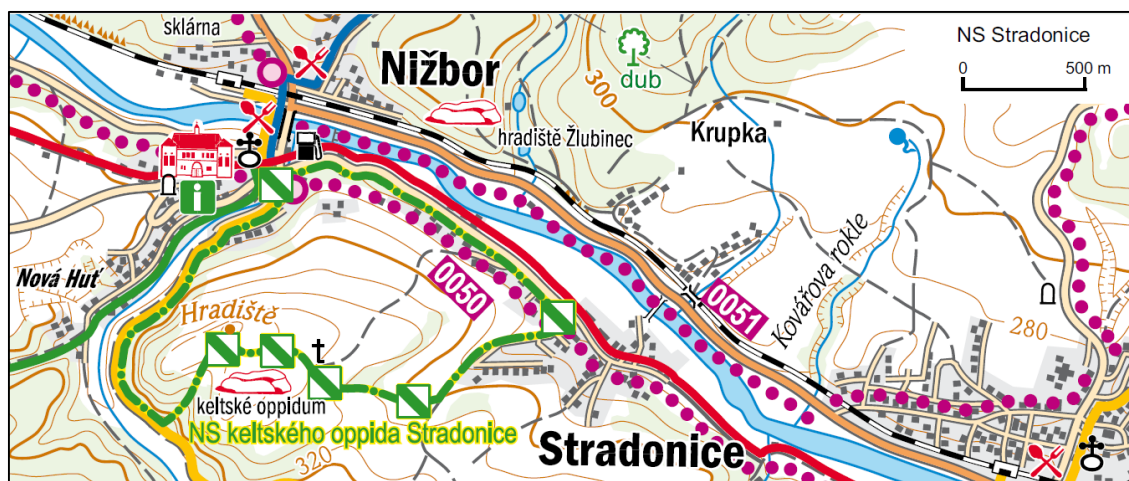 sklárna
NS Stradonice
0 500 m
Nižbor
dub
300
hradiště Žlubinec
Krupka
i
Nová Huť
0050
0051
Kovářova rokle
Hradiště
280
t
keltské oppidum
NS keltského oppida Stradonice
320
Stradonice